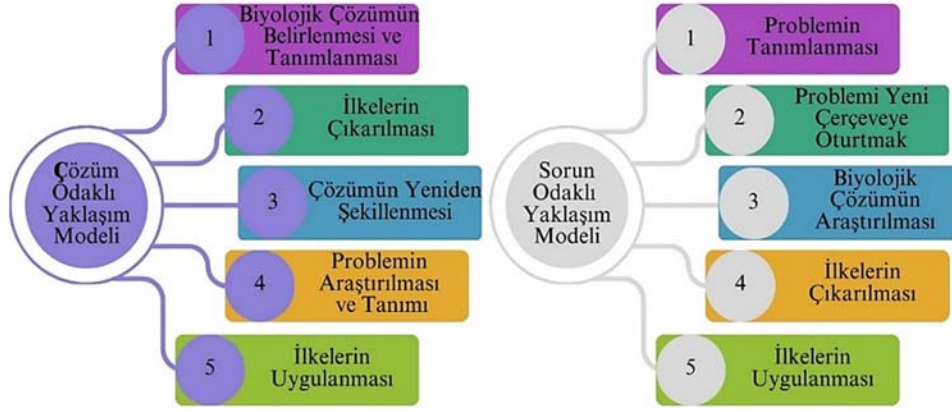 Çözüm
Odaklı
Yaklaşım
Modeli
1
Biyolojik Çözümün
Belirlenmesi ve
Tanımlanması
2
İlkelerin
Çıkarılması
3
Çözümün Yeniden
Şekillenmesi
4
Problemin
Araştırılması
ve Tanımı
5
İlkelerin
Uygulanması
Sorun
Odaklı
Yaklaşım
Modeli
1
Problemin
Tanımlanması
2
Problemi Yeni
Çerçeveye
Oturtmak
3
Biyolojik
Çözümün
Araştırılması
4
İlkelerin
Çıkarılması
5
İlkelerin
Uygulanması